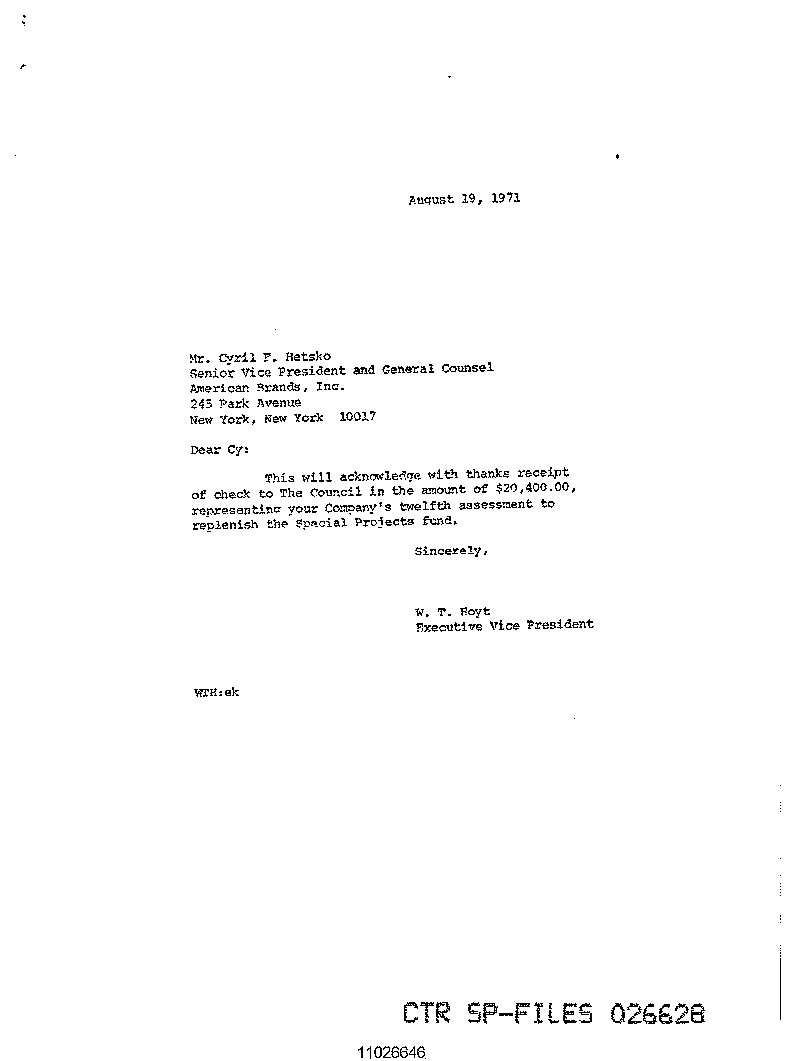 August 19, 1971
Mr. Cyril F. Hetsko
Senior Vice President and General Counsel
American Brands, Inc.
245 Park Avenue
New York, New York 10017
Dear Cy:
This will acknowledge with thanks receipt
of check to The Council in the amount of $20,400.00,
representing your Company's twelfth assessment to
replenish the Special Projects fund.
Sincerely,
W. T. Hoyt
Executive Vice President
WTH:ek
CTR SP-FILES 026628
11026646